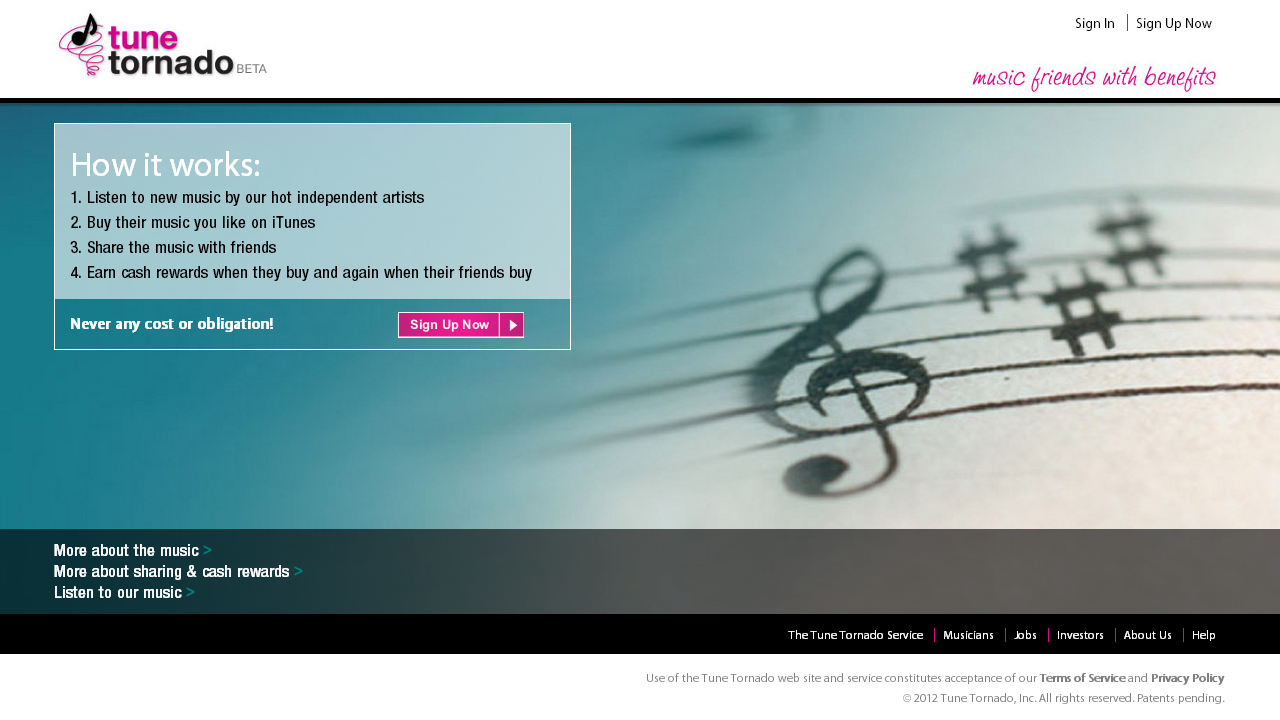 tune
tornado BETA
Sign In
Sign Up Now
music friends with benefits
How it works:
1. Listen to new music by our hot independent artists
2. Buy their music you like on iTunes
3. Share the music with friends
4. Earn cash rewards when they buy and again when their friends buy
Never any cost or obligation!
Sign Up Now
More about the music >
More about sharing & cash rewards >
Listen to our music >
The Tune Tornado Service
Musicians
Jobs
Investors
About Us
Help
Use of the Tune Tornado web site and service constitutes acceptance of our Terms of Service and Privacy Policy
© 2012 Tune Tornado, Inc. All rights reserved. Patents pending.